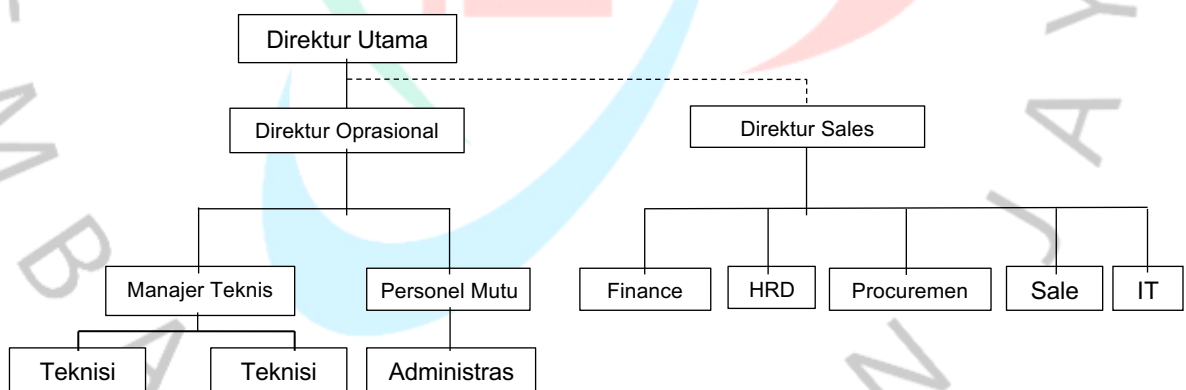 Direktur Utama
Direktur Oprasional
Direktur Sales
Manajer Teknis
Personel Mutu
Finance
HRD
Procuremen
Sale
IT
Teknisi
Teknisi
Administras